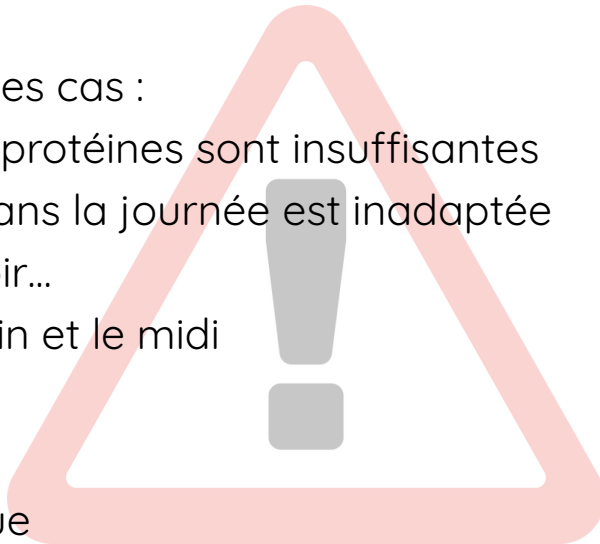 es cas :
protéines sont insuffisantes
ans la journée est inadaptée
ir...
in et le midi
ue